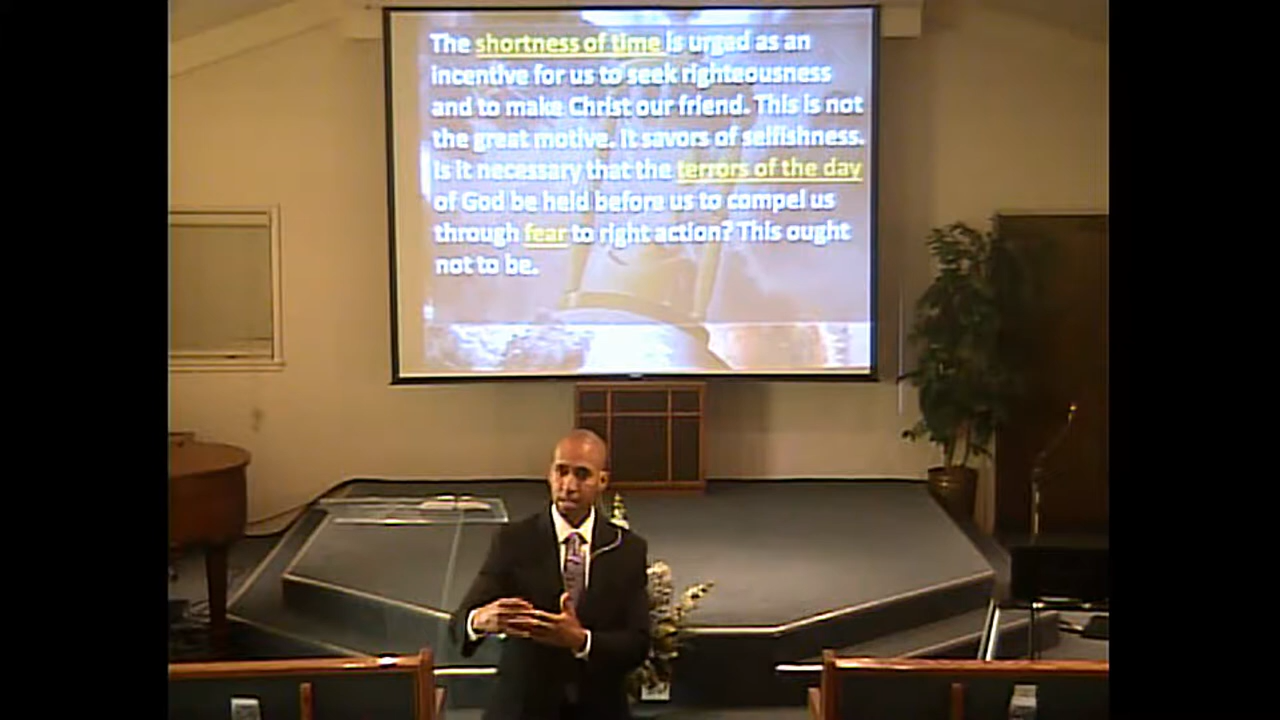 The shortness of time is urged as an
incentive for us to seek righteousness
and to make Christ our friend. This is not
the great motive. It savors of selfishness.
Is it necessary that the terrors of the day
of God be held before us to compel us
through fear to right action? This ought
not to be.